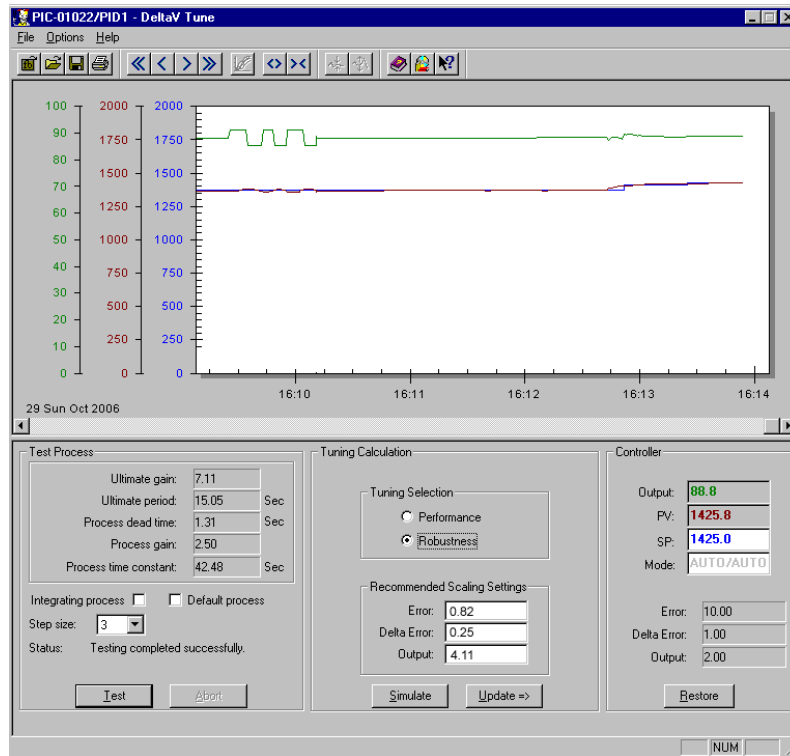 PIC-01022/PID1 - DeltaV Tune
File Options Help
100 2000 2000
90 1750 1750
80
70 1500 1500
60 1250 1250
50 1000 1000
40 750 750
30
20 500 500
10 250 250
0 0 0
16:10 16:11 16:12 16:13 16:14
29 Sun Oct 2006
Test Process
Ultimate gain: 7.11
Ultimate period: 15.05 Sec
Process dead time: 1.31 Sec
Process gain: 2.50
Process time constant: 42.48 Sec
Integrating process Default process
Step size: 3
Status: Testing completed successfully.
Test Abort
Tuning Calculation
Tuning Selection
Performance
Robustness
Recommended Scaling Settings
Error: 0.82
Delta Error: 0.25
Output: 4.11
Simulate Update =>
Controller
Output: 88.8
PV: 1425.8
SP: 1425.0
Mode: AUTO/AUTO
Error: 10.00
Delta Error: 1.00
Output: 2.00
Restore
NUM